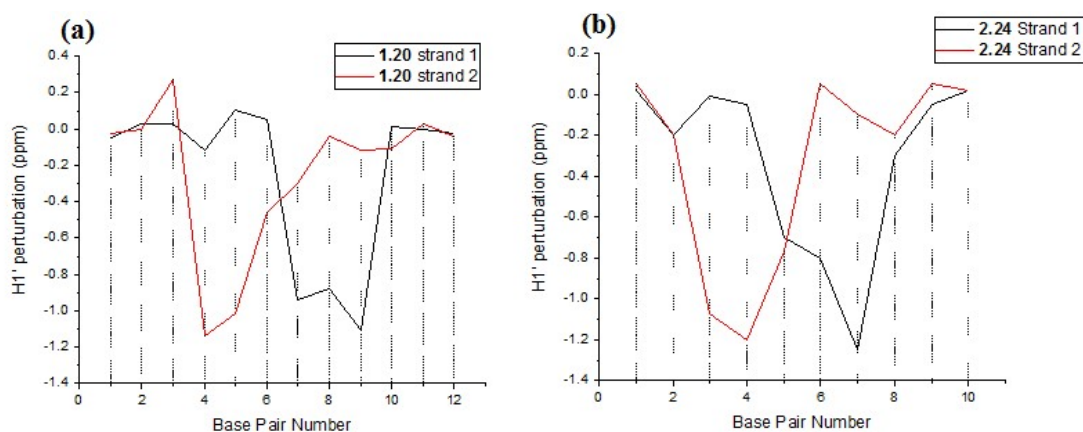 (a)
1.20 strand 1
1.20 strand 2
0.4
0.2
0.0
-0.2
-0.4
-0.6
-0.8
-1.0
-1.2
-1.4
H1' perturbation (ppm)
0 2 4 6 8 10 12
Base Pair Number
(b)
2.24 Strand 1
2.24 Strand 2
0.2
0.0
-0.2
-0.4
-0.6
-0.8
-1.0
-1.2
-1.4
H1' perturbation (ppm)
0 2 4 6 8 10
Base Pair Number